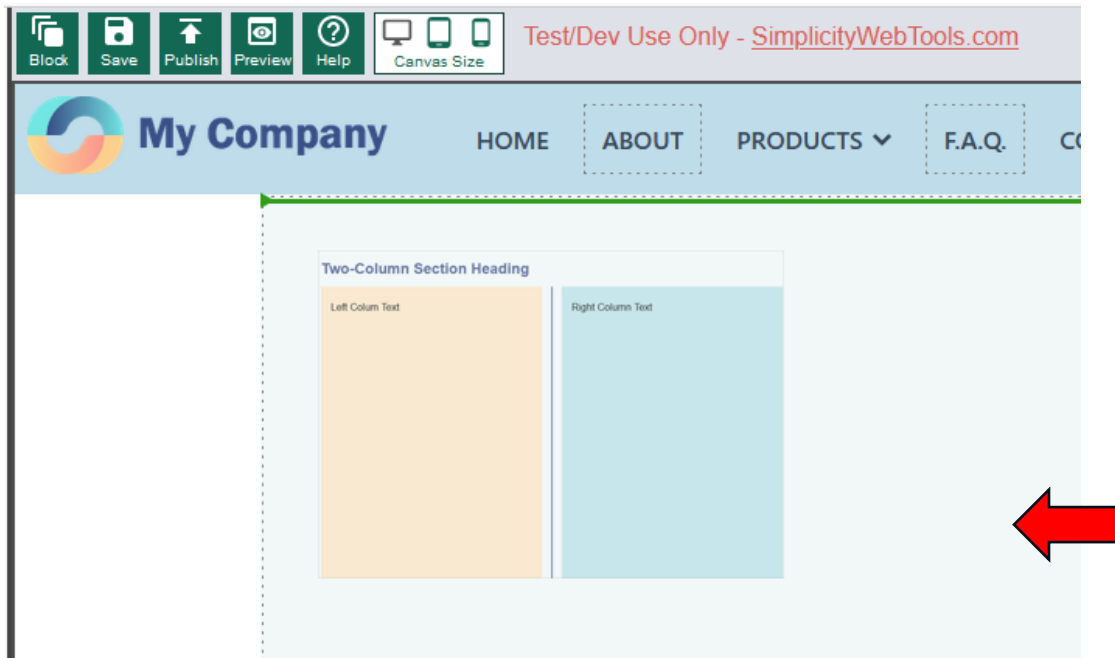 Block Save Publish Preview Help Canvas Size Test/Dev Use Only - SimplicityWebTools.com
My Company HOME ABOUT PRODUCTS F.A.Q. CO
Two-Column Section Heading
Left Colum Text Right Column Text